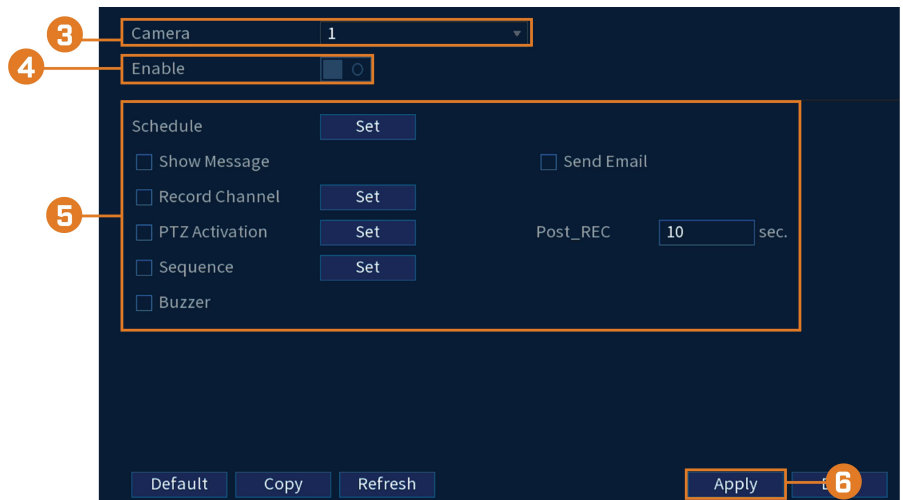 3 Camera 1
4 Enable
Schedule Set
Show Message Send Email
Record Channel Set
5
PTZ Activation Set Post_REC 10 sec.
Sequence Set
Buzzer
Default Copy Refresh Apply 6